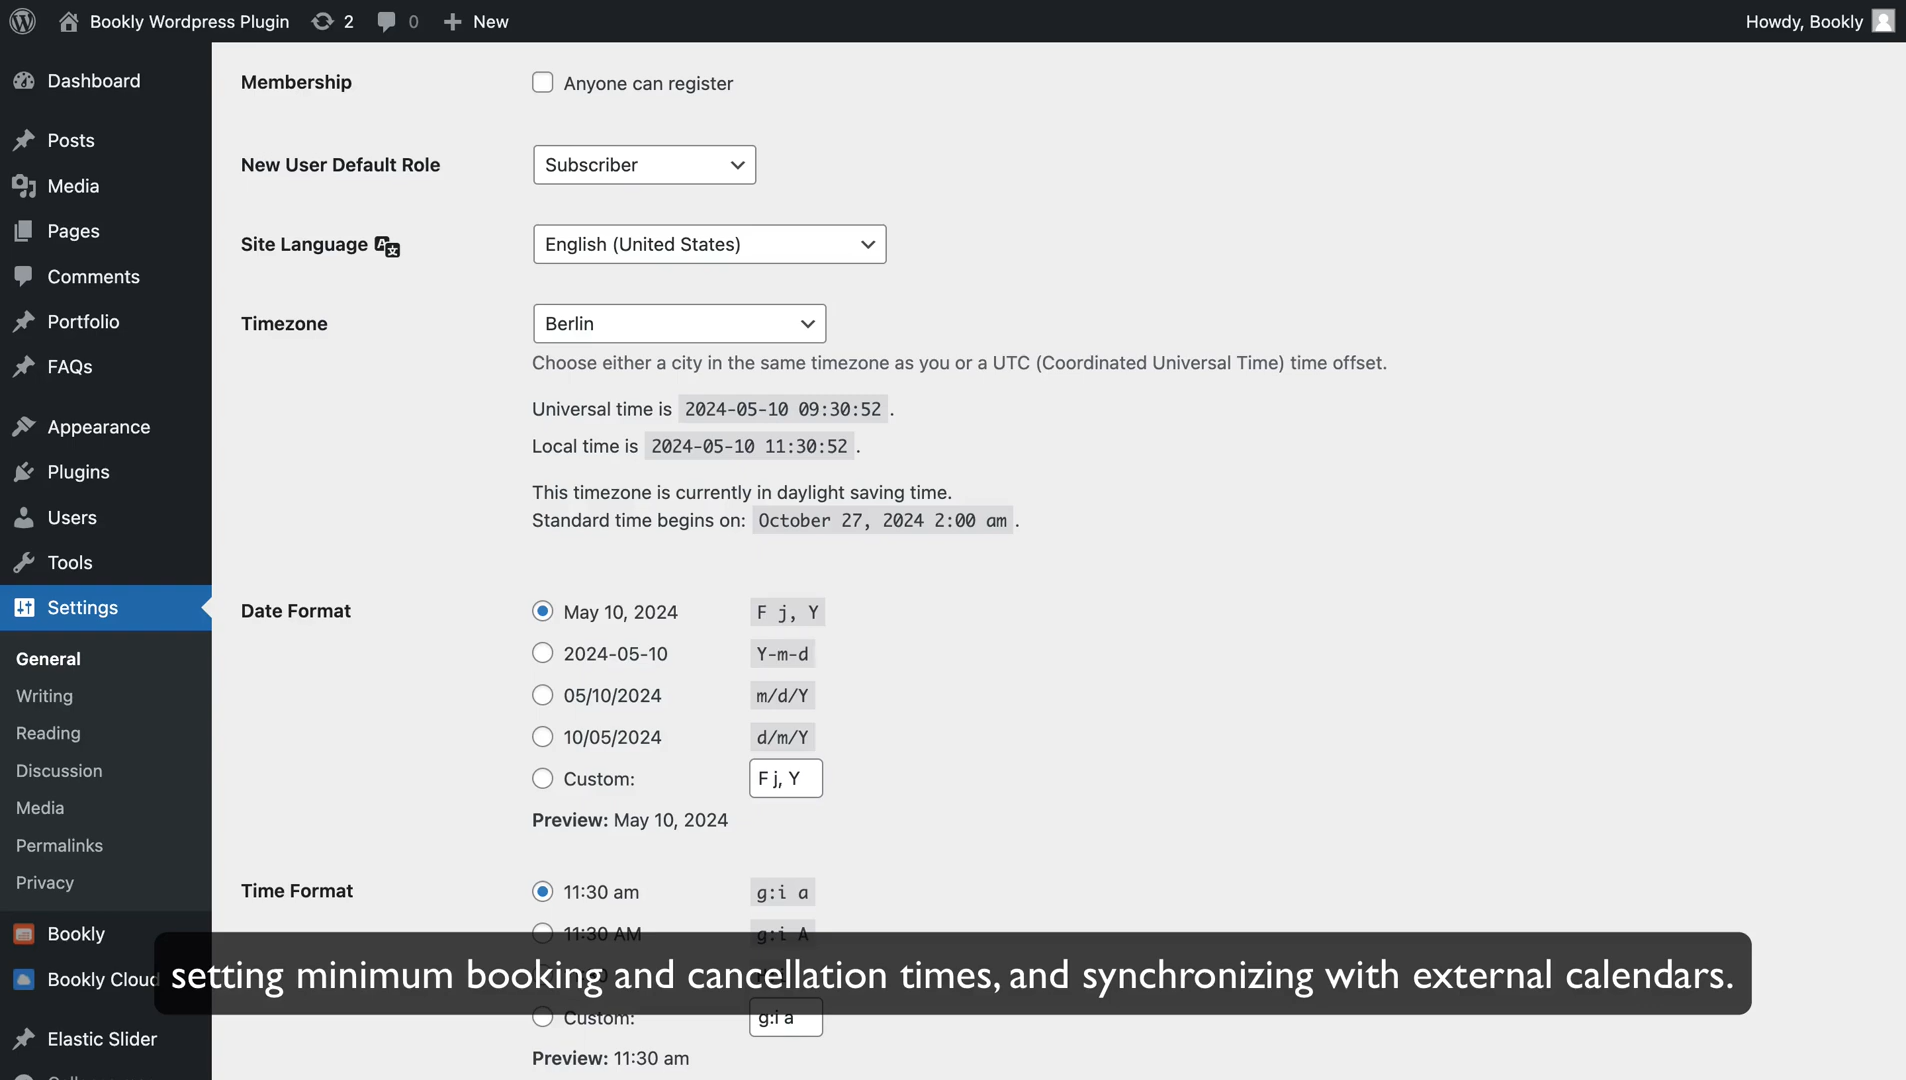 Bookly Wordpress Plugin 2 0 New Howdy, Bookly
Dashboard
Posts
Media
Pages
Comments
Portfolio
FAQs
Appearance
Plugins
Users
Tools
Settings
General
Writing
Reading
Discussion
Media
Permalinks
Privacy
Bookly
Bookly Cloud
Elastic Slider
Membership Anyone can register
New User Default Role Subscriber
Site Language English (United States)
Timezone Berlin
Choose either a city in the same timezone as you or a UTC (Coordinated Universal Time) time offset.
Universal time is 2024-05-10 09:30:52 .
Local time is 2024-05-10 11:30:52 .
This timezone is currently in daylight saving time.
Standard time begins on: October 27, 2024 2:00 am .
Date Format May 10, 2024 F j, Y
2024-05-10 Y-m-d
05/10/2024 m/d/Y
10/05/2024 d/m/Y
Custom: F j, Y
Preview: May 10, 2024
Time Format 11:30 am g:i a
11:30 AM g:i A
setting minimum booking and cancellation times, and synchronizing with external calendars.
Custom: g:i a
Preview: 11:30 am